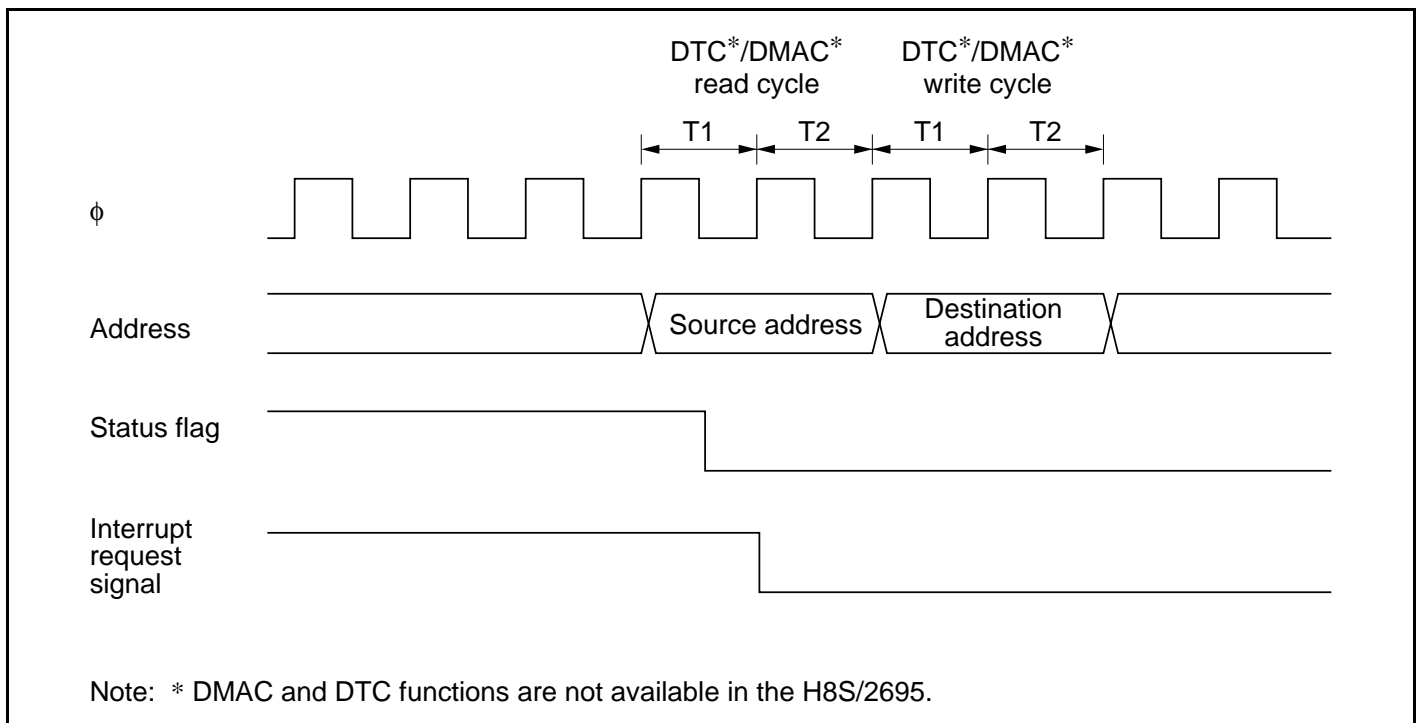 DTC*/DMAC* DTC*/DMAC*
read cycle write cycle
T1 T2 T1 T2
ϕ
Address
Source address
Destination
address
Status flag
Interrupt
request
signal
Note: * DMAC and DTC functions are not available in the H8S/2695.